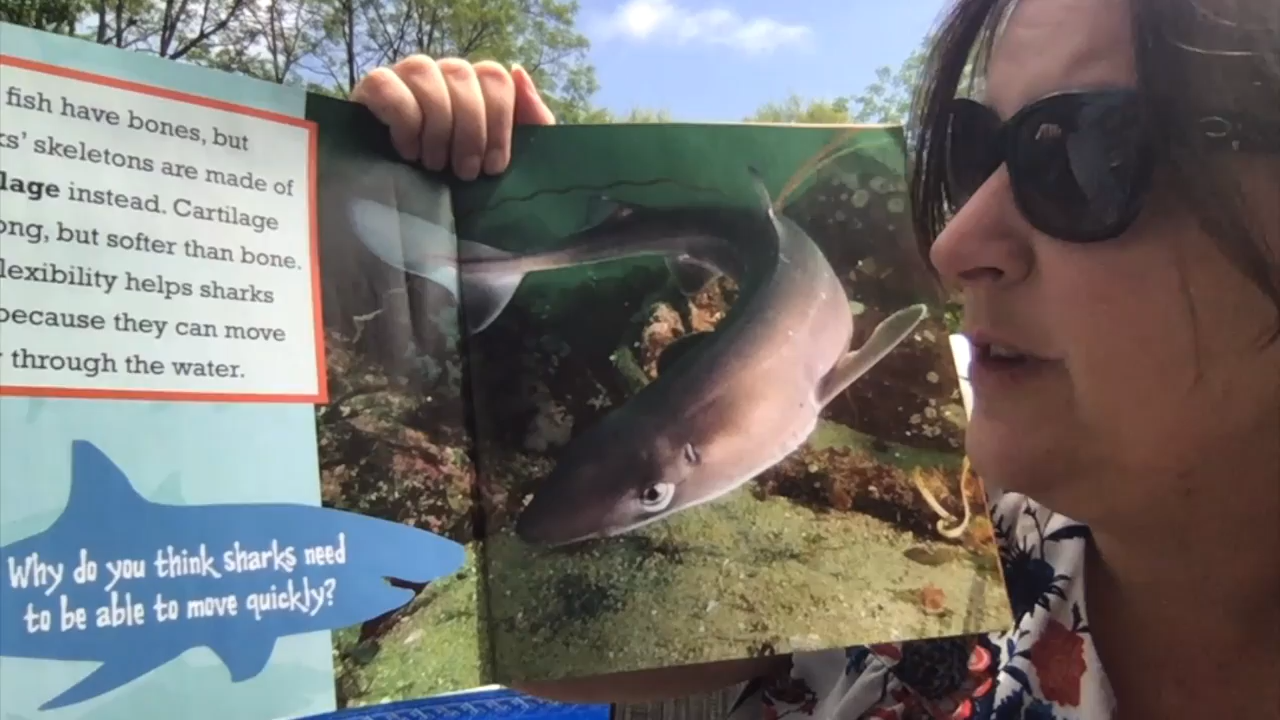 fish have bones, but
ks' skeletons are made of
lage instead. Cartilage
ong, but softer than bone.
lexibility helps sharks
because they can move
through the water.
Why do you think sharks need
to be able to move quickly?